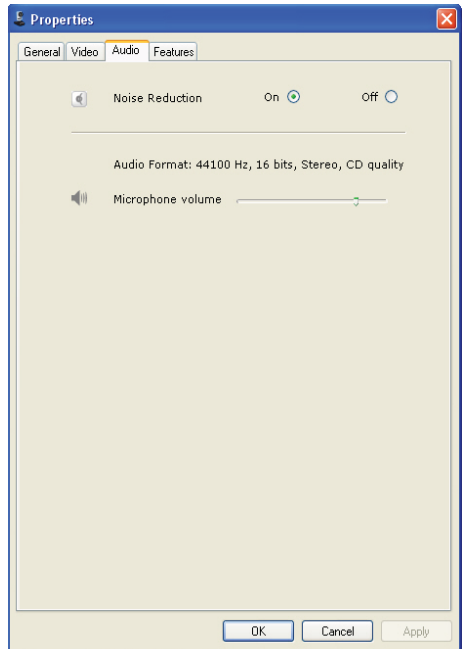 Properties
General Video Audio Features
Noise Reduction On Off
Audio Format: 44100 Hz, 16 bits, Stereo, CD quality
Microphone volume
OK Cancel Apply